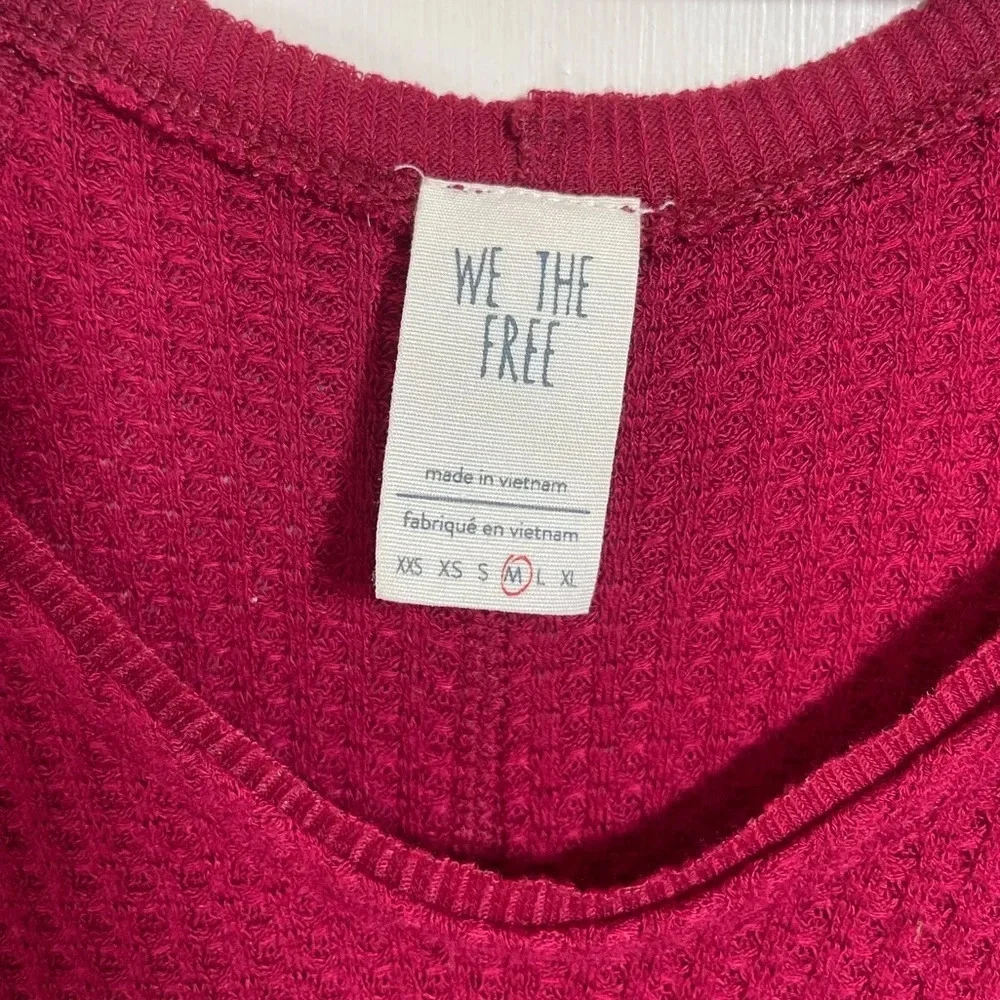 WE THE
FREE
made in vietnam
fabriqué en vietnam
XXS XS S M L XL